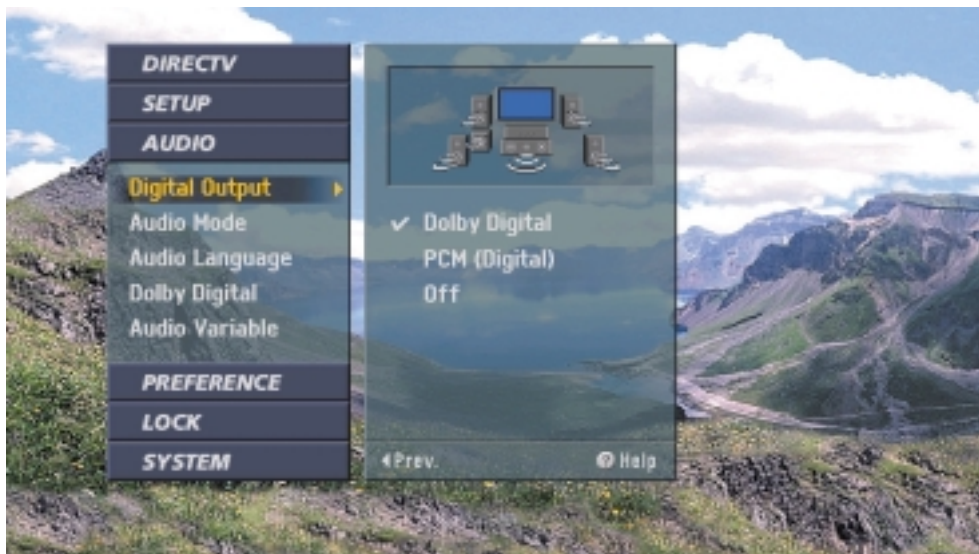 DIRECTV
SETUP
AUDIO
Digital Output
Audio Mode
Audio Language
Dolby Digital
Audio Variable
PREFERENCE
LOCK
SYSTEM
✓ Dolby Digital
PCM (Digital)
Off
Prev.
Help